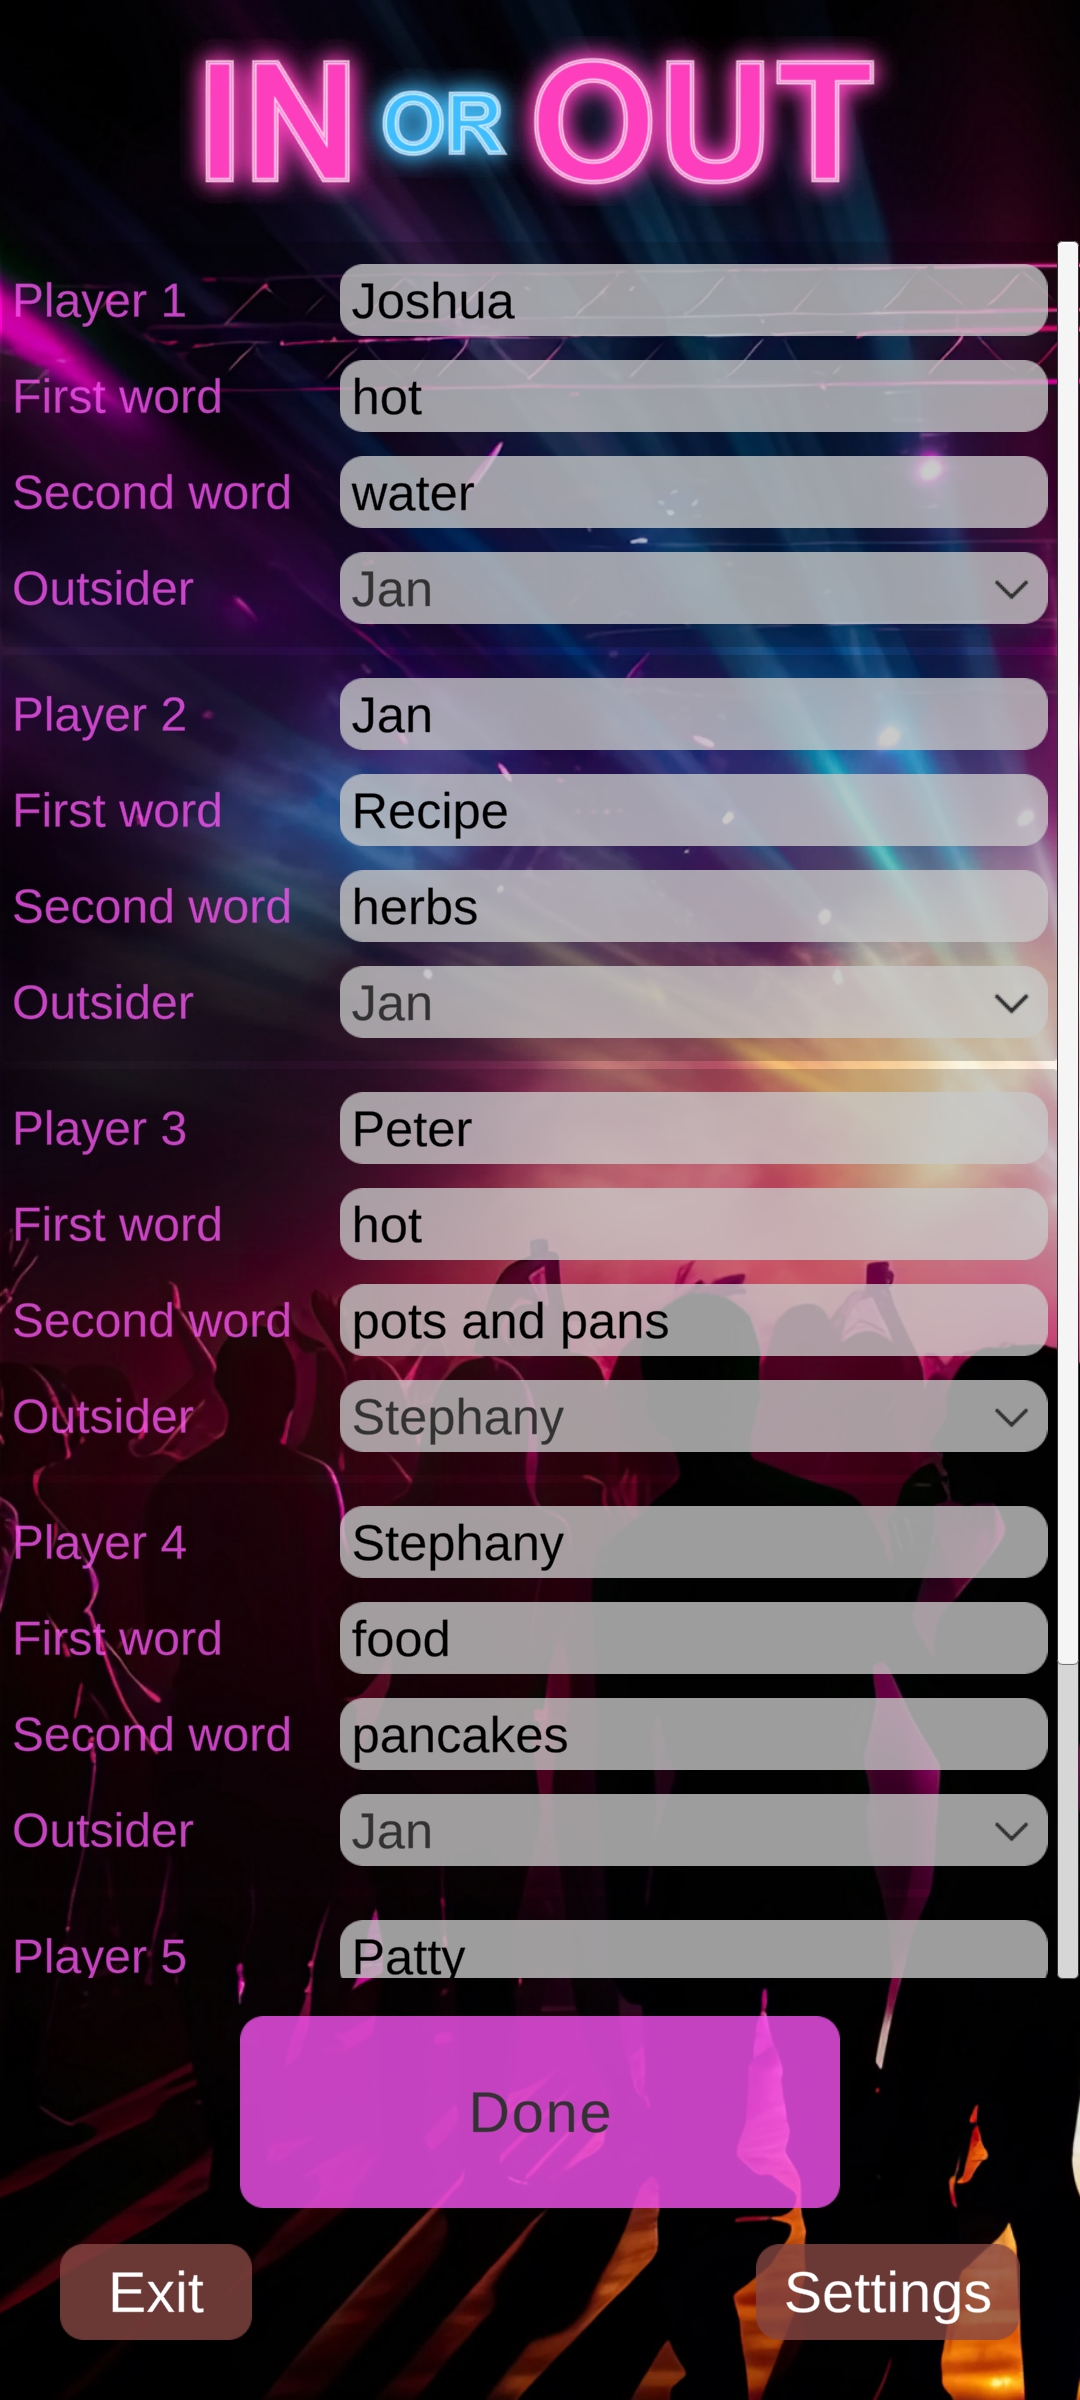 IN OR OUT
Player 1 Joshua
First word hot
Second word water
Outsider Jan
Player 2 Jan
First word Recipe
Second word herbs
Outsider Jan
Player 3 Peter
First word hot
Second word pots and pans
Outsider Stephany
Player 4 Stephany
First word food
Second word pancakes
Outsider Jan
Player 5 Patty
Done
Exit Settings